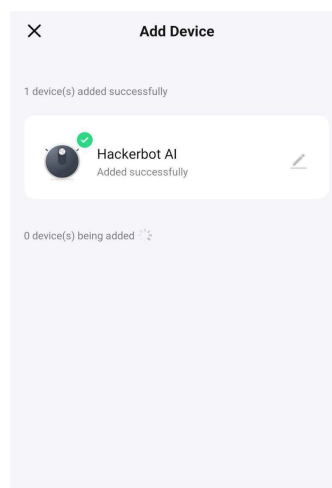 Add Device
1 device(s) added successfully
Hackerbot AI
Added successfully
0 device(s) being added